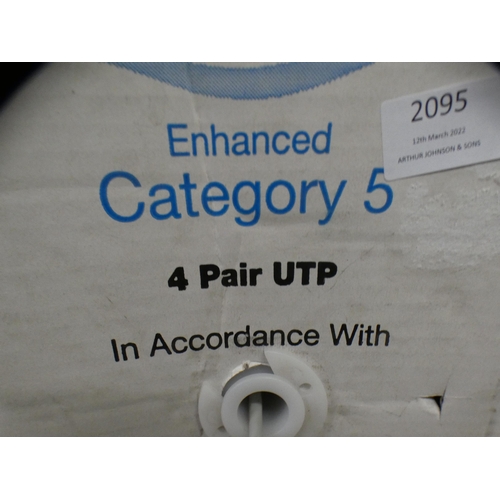 2095
12th March 2022
ARTHUR JOHNSON & SONS
Enhanced
Category 5
4 Pair UTP
In Accordance With